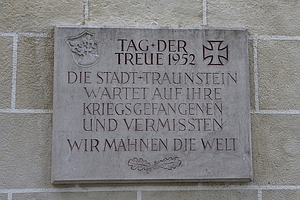 TAG·DER
TREUE 1952
DIE STADT·TRAUNSTEIN
WARTET AUF IHRE
KRIEGSGEFANGENEN
UND VERMISSTEN
WIR MAHNEN DIE WELT